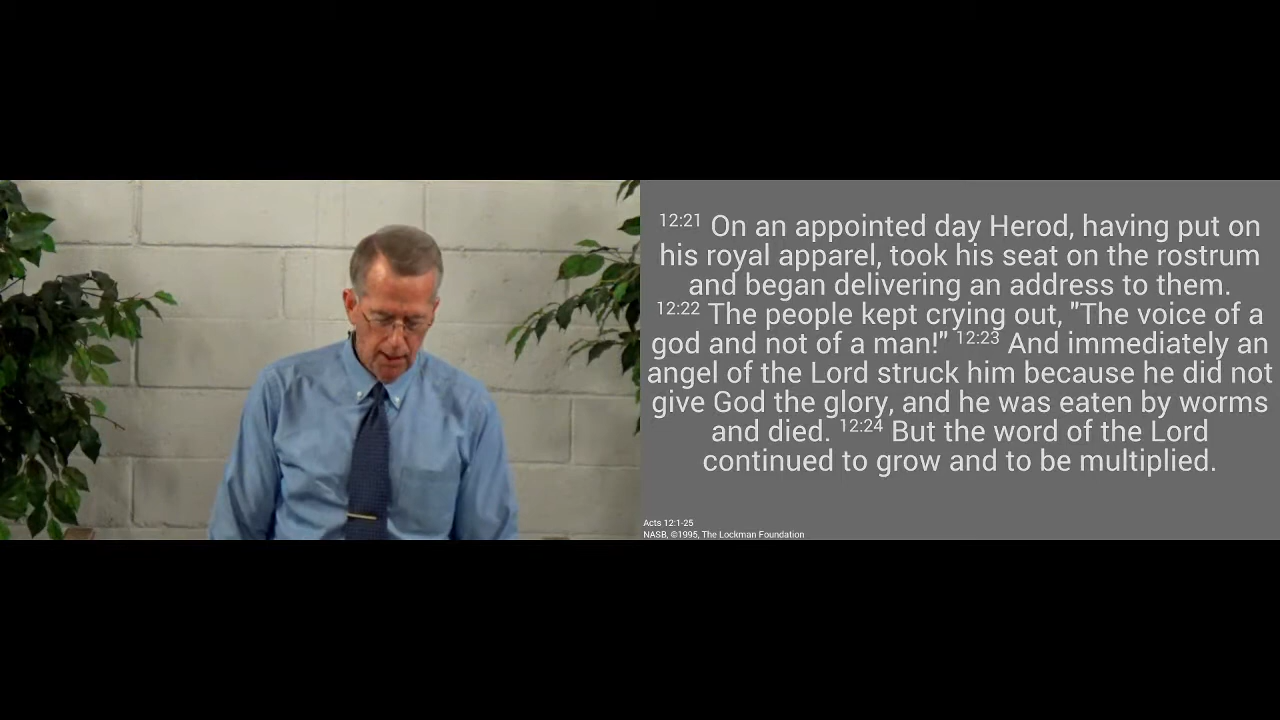 12:21 On an appointed day Herod, having put on
his royal apparel, took his seat on the rostrum
and began delivering an address to them.
12:22 The people kept crying out, "The voice of a
god and not of a man!" 12:23 And immediately an
angel of the Lord struck him because he did not
give God the glory, and he was eaten by worms
and died. 12:24 But the word of the Lord
continued to grow and to be multiplied.
Acts 12:1-25
NASB, ©1995, The Lockman Foundation